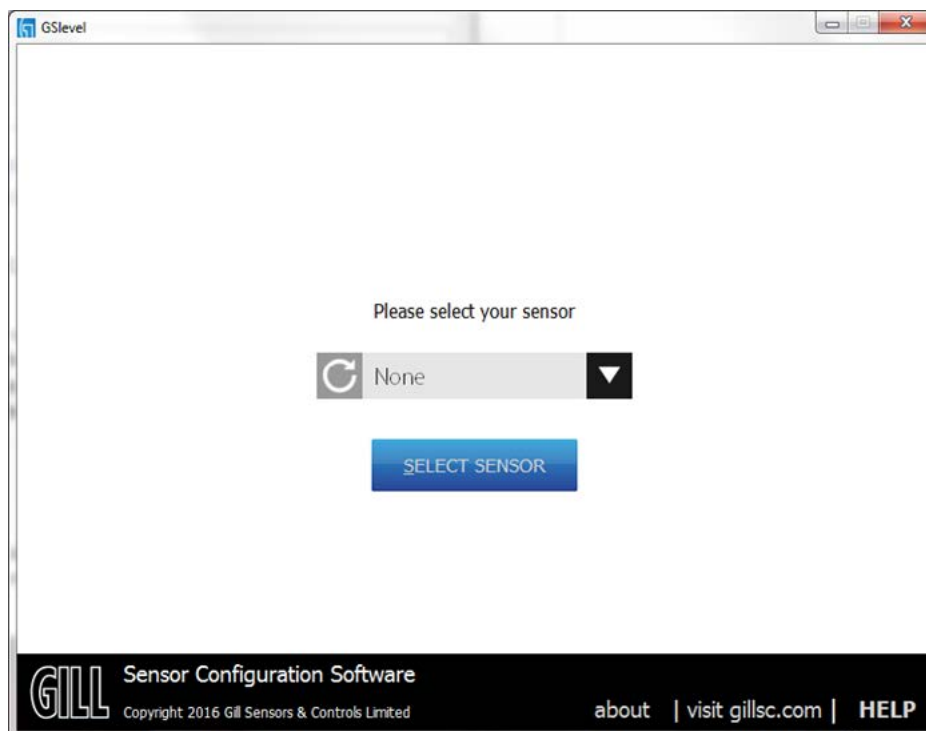 GSlevel
Please select your sensor
None
SELECT SENSOR
GILL
Sensor Configuration Software
Copyright 2016 Gill Sensors & Controls Limited
about | visit gillsc.com | HELP